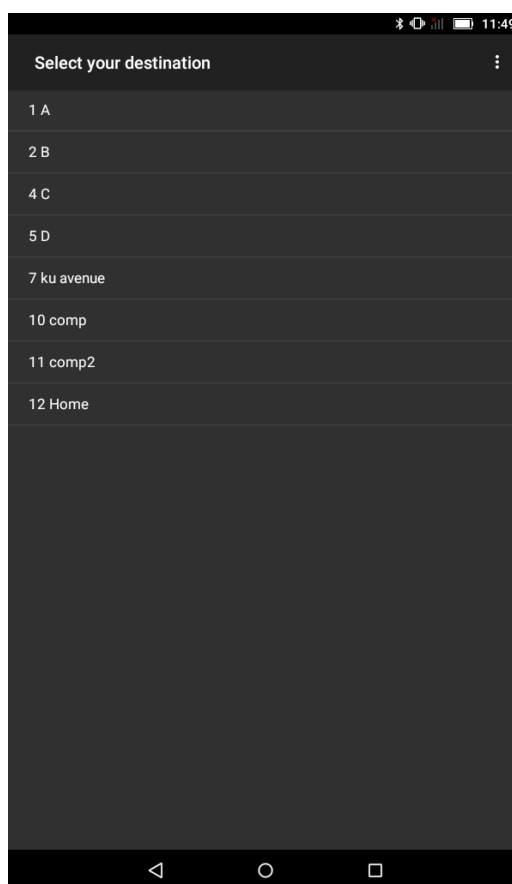 11:49
Select your destination
1 A
2 B
4 C
5 D
7 ku avenue
10 comp
11 comp2
12 Home